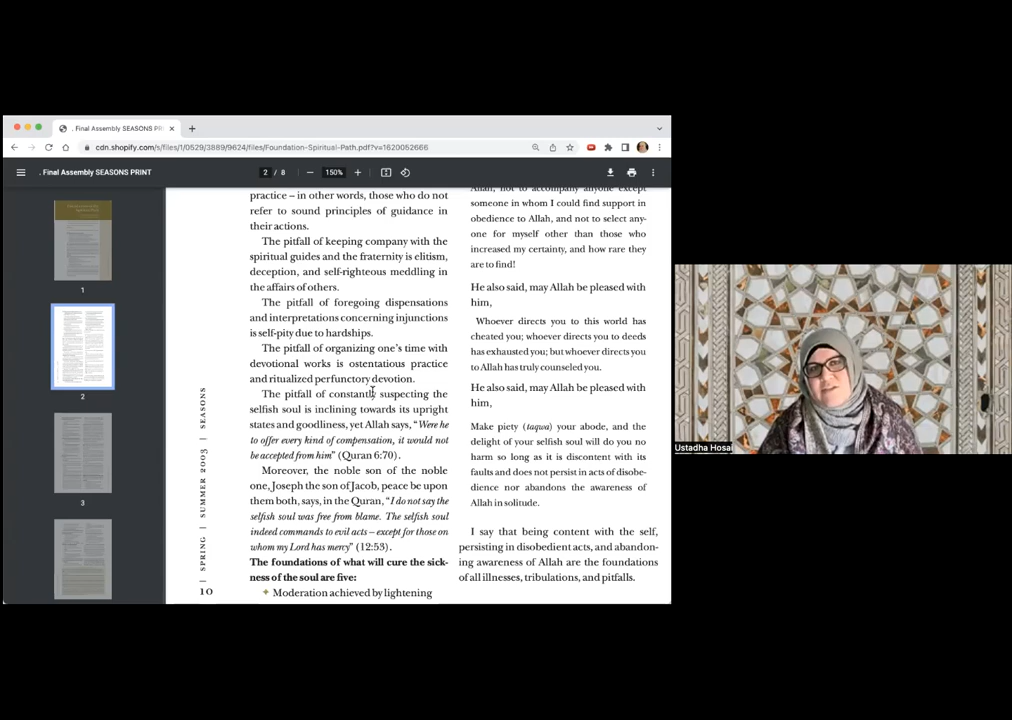 . Final Assembly SEASONS PRI
cdn.shopify.com/s/files/1/0529/3889/9624/files/Foundation-Spiritual-Path.pdf?v=1620052666
. Final Assembly SEASONS PRINT
2 / 8
150%
1
2
3
SPRING | SUMMER 2003 | SEASONS
10
practice – in other words, those who do not
refer to sound principles of guidance in
their actions.
The pitfall of keeping company with the
spiritual guides and the fraternity is elitism,
deception, and self-righteous meddling in
the affairs of others.
The pitfall of foregoing dispensations
and interpretations concerning injunctions
is self-pity due to hardships.
The pitfall of organizing one's time with
devotional works is ostentatious practice
and ritualized perfunctory devotion.
The pitfall of constantly suspecting the
selfish soul is inclining towards its upright
states and goodliness, yet Allah says, "Were he
to offer every kind of compensation, it would not
be accepted from him" (Quran 6:70).
Moreover, the noble son of the noble
one, Joseph the son of Jacob, peace be upon
them both, says, in the Quran, "I do not say the
selfish soul was free from blame. The selfish soul
indeed commands to evil acts – except for those on
whom my Lord has mercy" (12:53).
The foundations of what will cure the sick-
ness of the soul are five:
Moderation achieved by lightening
Allah, not to accompany anyone except
someone in whom I could find support in
obedience to Allah, and not to select any-
one for myself other than those who
increased my certainty, and how rare they
are to find!
He also said, may Allah be pleased with
him,
Whoever directs you to this world has
cheated you; whoever directs you to deeds
has exhausted you; but whoever directs you
to Allah has truly counseled you.
He also said, may Allah be pleased with
him,
Make piety (taqwa) your abode, and the
delight of your selfish soul will do you no
harm so long as it is discontent with its
faults and does not persist in acts of disobe-
dience nor abandons the awareness of
Allah in solitude.
I say that being content with the self,
persisting in disobedient acts, and abandon-
ing awareness of Allah are the foundations
of all illnesses, tribulations, and pitfalls.
Ustadha Hosai